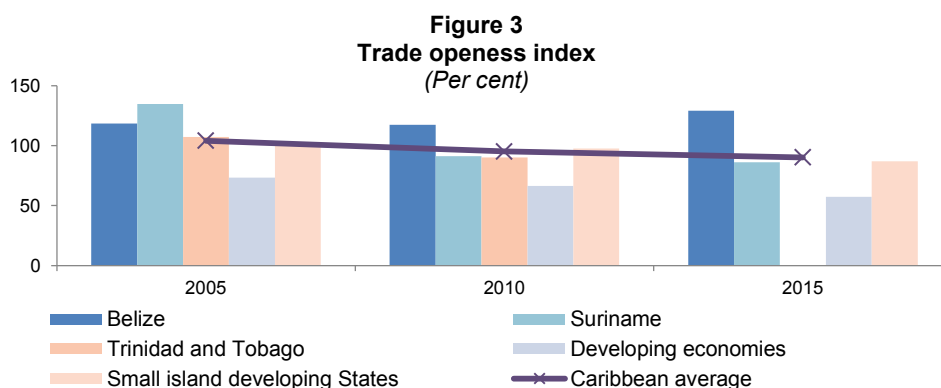 Figure 3
Trade openess index
(Per cent)
150
100
50
0
2005 2010 2015
Belize Suriname
Trinidad and Tobago Developing economies
Small island developing States Caribbean average